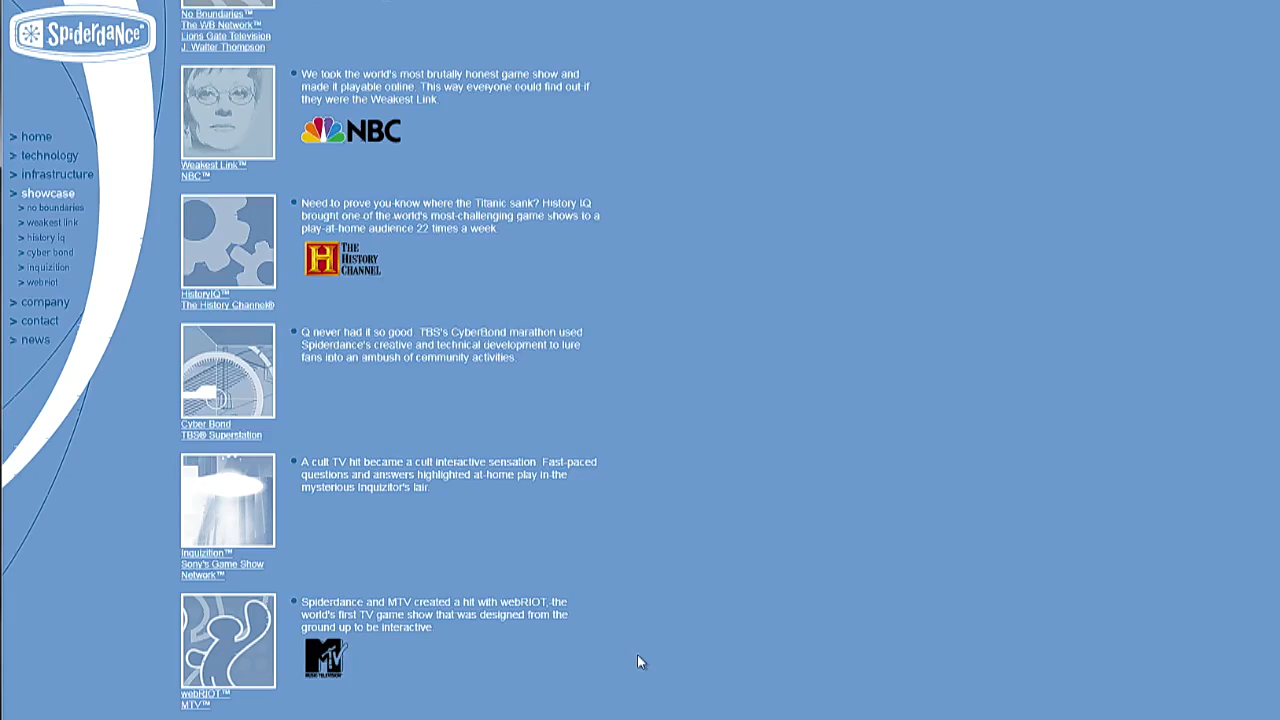 Spiderdance®
> home
> technology
> infrastructure
> showcase
> no boundaries
> weakest link
> history iq
> cyber bond
> inquizition
> webriot
> company
> contact
> news
No Boundaries™
The WB Network™
Lions Gate Television
J. Walter Thompson
We took the world's most brutally honest game show and
made it playable online. This way everyone could find out if
they were the Weakest Link.
NBC
Weakest Link™
NBC™
Need to prove you know where the Titanic sank? History IQ
brought one of the world's most challenging game shows to a
play-at-home audience 22 times a week.
H THE
HISTORY
CHANNEL
HistoryIQ™
The History Channel®
Q never had it so good. TBS's CyberBond marathon used
Spiderdance's creative and technical development to lure
fans into an ambush of community activities.
Cyber Bond
TBS® Superstation
A cult TV hit became a cult interactive sensation. Fast-paced
questions and answers highlighted at-home play in the
mysterious Inquizitor's lair.
Inquizition™
Sony's Game Show
Network™
Spiderdance and MTV created a hit with webRIOT, the
world's first TV game show that was designed from the
ground up to be interactive.
MTV
MUSIC TELEVISION
webRIOT™
MTV™